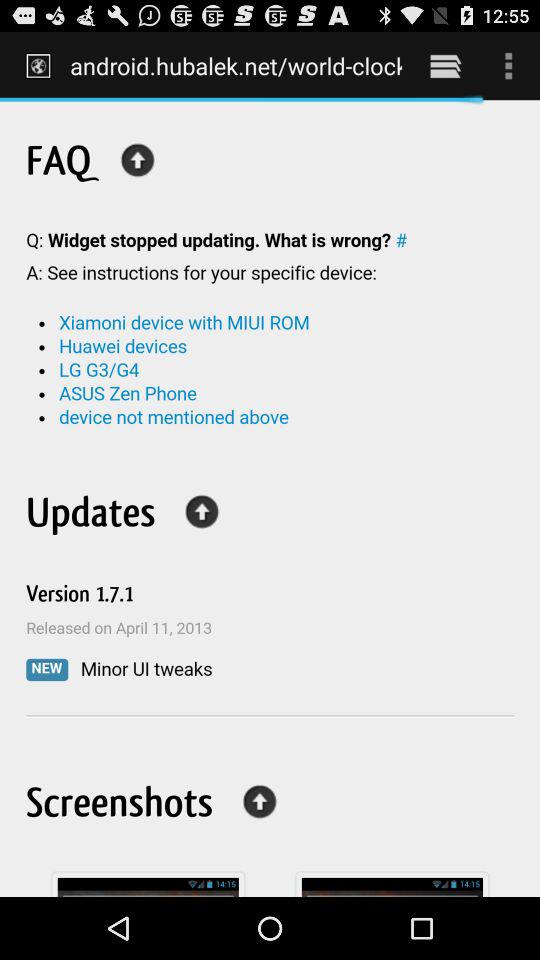 12:55
android.hubalek.net/world-clock
FAQ
Q: Widget stopped updating. What is wrong? #
A: See instructions for your specific device:
• Xiamoni device with MIUI ROM
• Huawei devices
• LG G3/G4
• ASUS Zen Phone
• device not mentioned above
Updates
Version 1.7.1
Released on April 11, 2013
NEW Minor UI tweaks
Screenshots
14:15 14:15